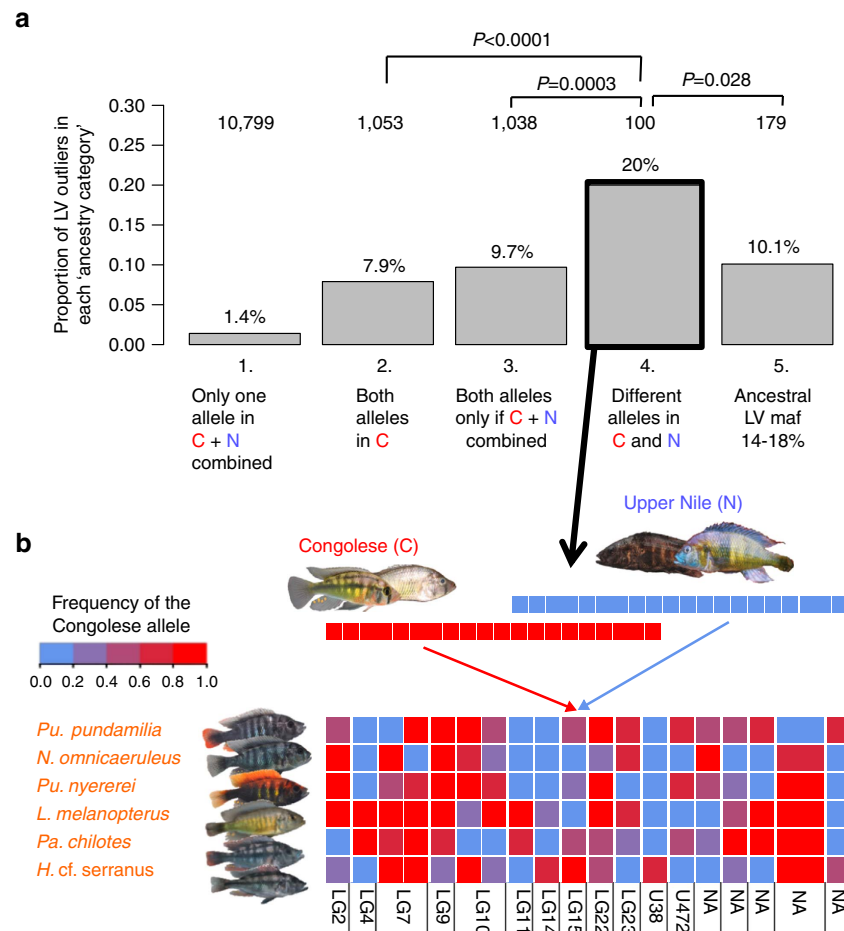 a
P<0.0001
P=0.0003
P=0.028
Proportion of LV outliers in
each 'ancestry category'
0.30
0.25
0.20
0.15
0.10
0.05
0.00
10,799
1,053
1,038
100
179
1.4%
7.9%
9.7%
20%
10.1%
1.
2.
3.
4.
5.
Only one
allele in
C + N
combined
Both
alleles
in C
Both alleles
only if C + N
combined
Different
alleles in
C and N
Ancestral
LV maf
14-18%
b
Upper Nile (N)
Congolese (C)
Frequency of the
Congolese allele
0.0 0.2 0.4 0.6 0.8 1.0
Pu. pundamilia
N. omnicaeruleus
Pu. nyererei
L. melanopterus
Pa. chilotes
H. cf. serranus
LG2
LG4
LG7
LG9
LG10
LG11
LG14
LG15
LG22
LG23
U38
U472
NA
NA
NA
NA
NA